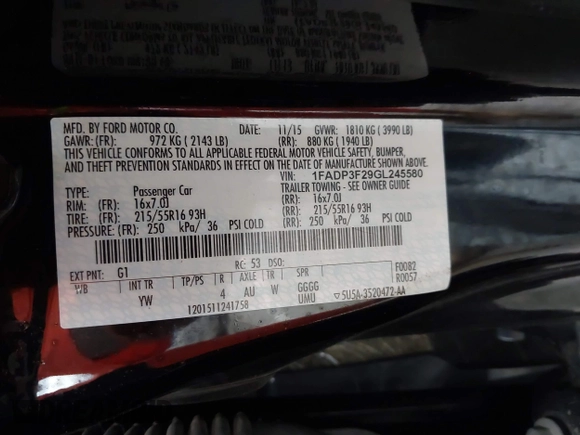 MFD. BY FORD MOTOR CO. DATE: 11/15 GVWR: 1810 KG ( 3990 LB)
GAWR: (FR): 972 KG ( 2143 LB) (RR): 880 KG ( 1940 LB)
THIS VEHICLE CONFORMS TO ALL APPLICABLE FEDERAL MOTOR VEHICLE SAFETY, BUMPER,
AND THEFT PREVENTION STANDARDS IN EFFECT ON THE DATE OF MANUFACTURE SHOWN ABOVE.
VIN: 1FADP3F29GL245580
TYPE: Passenger Car TRAILER TOWING - SEE OWNER GUIDE
RIM: (FR): 16x7.0J (RR): 16x7.0J
TIRE: (FR): 215/55R16 93H (RR): 215/55R16 93H
PRESSURE: (FR): 250 kPa/ 36 PSI COLD (RR): 250 kPa/ 36 PSI COLD
EXT PNT: G1 RC: 53 DSO: F0082
WB INT TR TP/PS R AXLE TR SPR R0057
YW 4 AU W GGGG
1201511241758 UMU 5U5A-3520472-AA